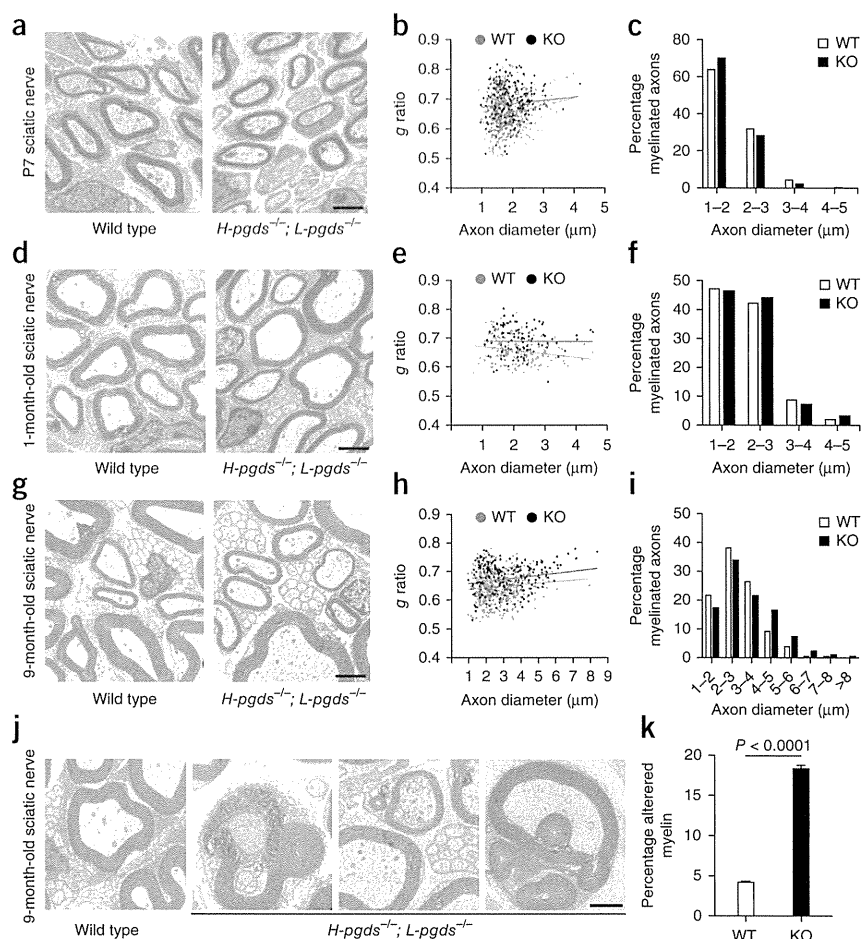 a
P7 sciatic nerve
Wild type
H-pgds−/−; L-pgds−/−
b
WT KO
g ratio
0.9
0.8
0.7
0.6
0.5
0.4
1 2 3 4 5
Axon diameter (μm)
c
WT
KO
Percentage
myelinated axons
80
60
40
20
0
1–2 2–3 3–4 4–5
Axon diameter (μm)
d
1-month-old sciatic nerve
Wild type
H-pgds−/−; L-pgds−/−
e
WT KO
g ratio
0.9
0.8
0.7
0.6
0.5
0.4
1 2 3 4 5
Axon diameter (μm)
f
WT
KO
Percentage
myelinated axons
50
40
30
20
10
0
1–2 2–3 3–4 4–5
Axon diameter (μm)
g
9-month-old sciatic nerve
Wild type
H-pgds−/−; L-pgds−/−
h
WT KO
g ratio
0.9
0.8
0.7
0.6
0.5
0.4
1 2 3 4 5 6 7 8 9
Axon diameter (μm)
i
WT
KO
Percentage
myelinated axons
50
40
30
20
10
0
1–2 2–3 3–4 4–5 5–6 6–7 7–8 >8
Axon diameter (μm)
j
9-month-old sciatic nerve
Wild type
H-pgds−/−; L-pgds−/−
k
P < 0.0001
Percentage alterered
myelin
20
15
10
5
0
WT KO